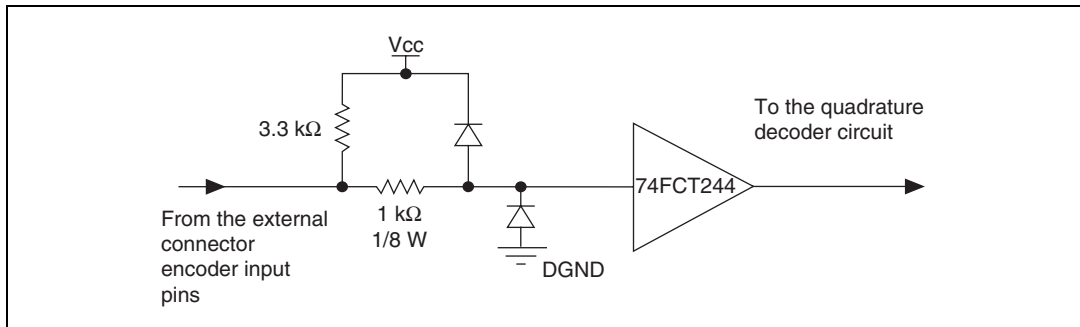 Vcc
3.3 kΩ
To the quadrature
decoder circuit
74FCT244
1 kΩ
1/8 W
From the external
connector
encoder input
pins
DGND